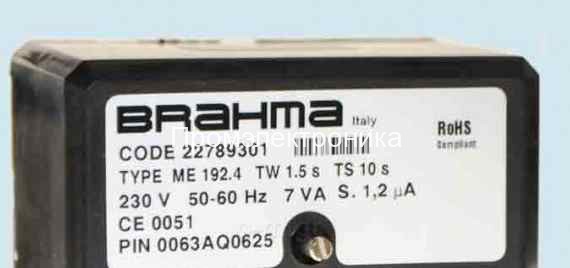 BRAHMA Italy
RoHS
Compliant
Промэлектроника
CODE 22789301
TYPE ME 192.4 TW 1.5 s TS 10 s
230 V 50-60 Hz 7 VA S. 1,2 µA
CE 0051
PIN 0063AQ0625